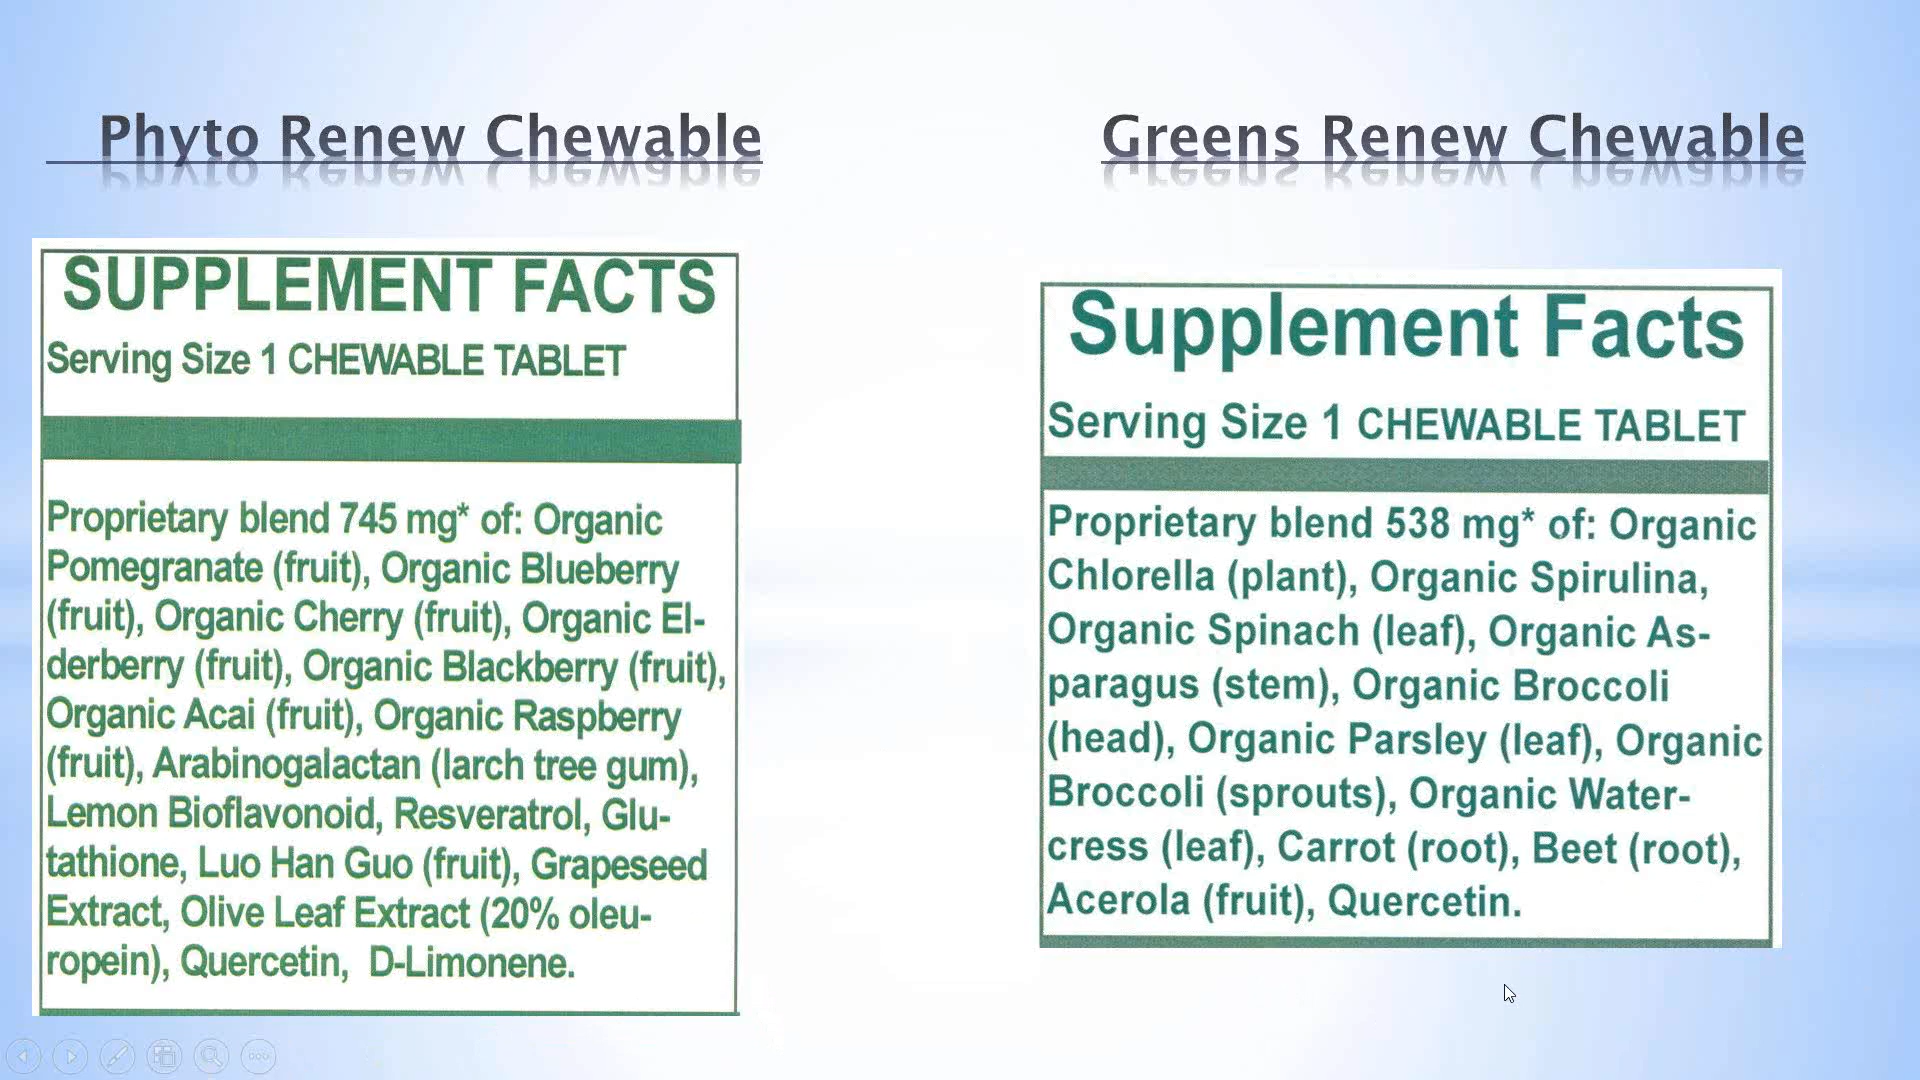 Phyto Renew Chewable
SUPPLEMENT FACTS
Serving Size 1 CHEWABLE TABLET
Proprietary blend 745 mg* of: Organic
Pomegranate (fruit), Organic Blueberry
(fruit), Organic Cherry (fruit), Organic El-
derberry (fruit), Organic Blackberry (fruit),
Organic Acai (fruit), Organic Raspberry
(fruit), Arabinogalactan (larch tree gum),
Lemon Bioflavonoid, Resveratrol, Glu-
tathione, Luo Han Guo (fruit), Grapeseed
Extract, Olive Leaf Extract (20% oleu-
ropein), Quercetin, D-Limonene.
Greens Renew Chewable
Supplement Facts
Serving Size 1 CHEWABLE TABLET
Proprietary blend 538 mg* of: Organic
Chlorella (plant), Organic Spirulina,
Organic Spinach (leaf), Organic As-
paragus (stem), Organic Broccoli
(head), Organic Parsley (leaf), Organic
Broccoli (sprouts), Organic Water-
cress (leaf), Carrot (root), Beet (root),
Acerola (fruit), Quercetin.